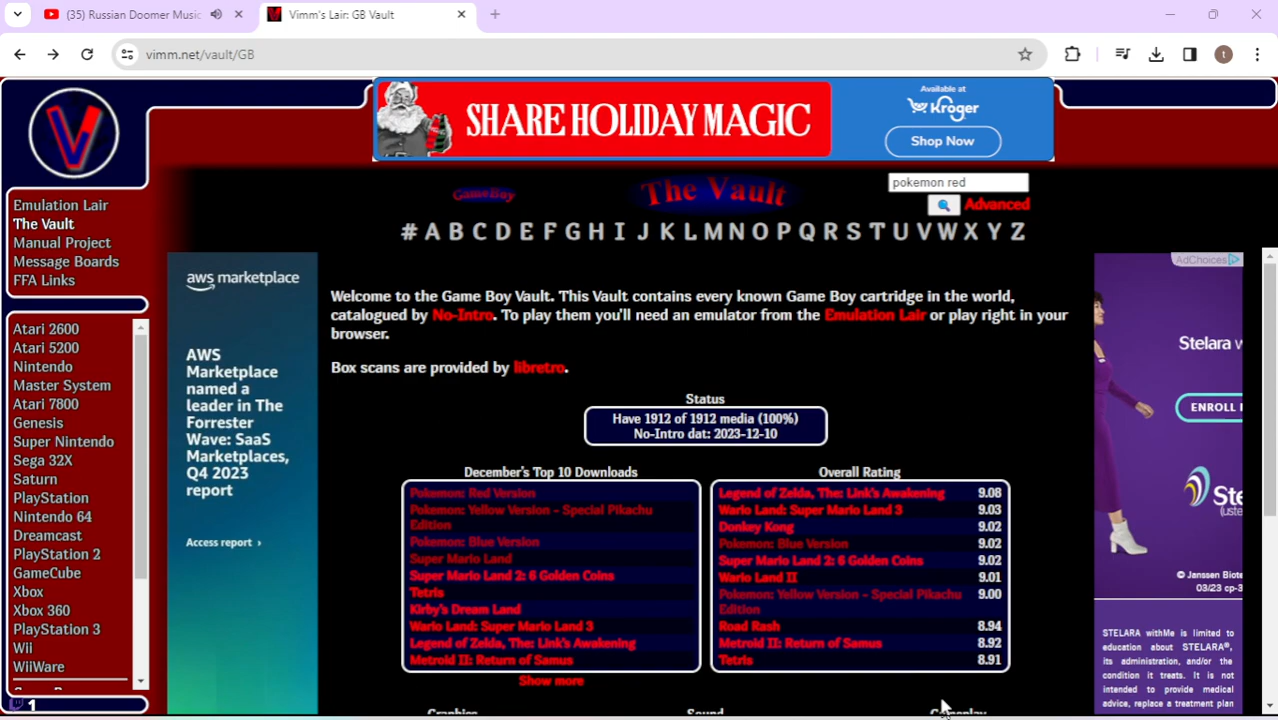 (35) Russian Doomer Music
Vimm's Lair: GB Vault
vimm.net/vault/GB
t
SHARE HOLIDAY MAGIC
Available at
Kroger
Shop Now
V
GameBoy
The Vault
pokemon red
Advanced
# A B C D E F G H I J K L M N O P Q R S T U V W X Y Z
Emulation Lair
The Vault
Manual Project
Message Boards
FFA Links
Atari 2600
Atari 5200
Nintendo
Master System
Atari 7800
Genesis
Super Nintendo
Sega 32X
Saturn
PlayStation
Nintendo 64
Dreamcast
PlayStation 2
GameCube
Xbox
Xbox 360
PlayStation 3
Wii
WiiWare
1
aws marketplace
AWS
Marketplace
named a
leader in The
Forrester
Wave: SaaS
Marketplaces,
Q4 2023
report
Access report ›
Welcome to the Game Boy Vault. This Vault contains every known Game Boy cartridge in the world,
catalogued by No-Intro. To play them you'll need an emulator from the Emulation Lair or play right in your
browser.
Box scans are provided by libretro.
Status
Have 1912 of 1912 media (100%)
No-Intro dat: 2023-12-10
December's Top 10 Downloads
Pokemon: Red Version
Pokemon: Yellow Version - Special Pikachu
Edition
Pokemon: Blue Version
Super Mario Land
Super Mario Land 2: 6 Golden Coins
Tetris
Kirby's Dream Land
Wario Land: Super Mario Land 3
Legend of Zelda, The: Link's Awakening
Metroid II: Return of Samus
Show more
Overall Rating
Legend of Zelda, The: Link's Awakening 9.08
Wario Land: Super Mario Land 3 9.03
Donkey Kong 9.02
Pokemon: Blue Version 9.02
Super Mario Land 2: 6 Golden Coins 9.02
Wario Land II 9.01
Pokemon: Yellow Version - Special Pikachu 9.00
Edition
Road Rash 8.94
Metroid II: Return of Samus 8.92
Tetris 8.91
Graphics
Sound
Gameplay
AdChoices
Stelara w
ENROLL
Ste
(uste
© Janssen Biote
03/23 cp-3
STELARA withMe is limited to
education about STELARA®,
its administration, and/or the
condition it treats. It is not
intended to provide medical
advice, replace a treatment plan